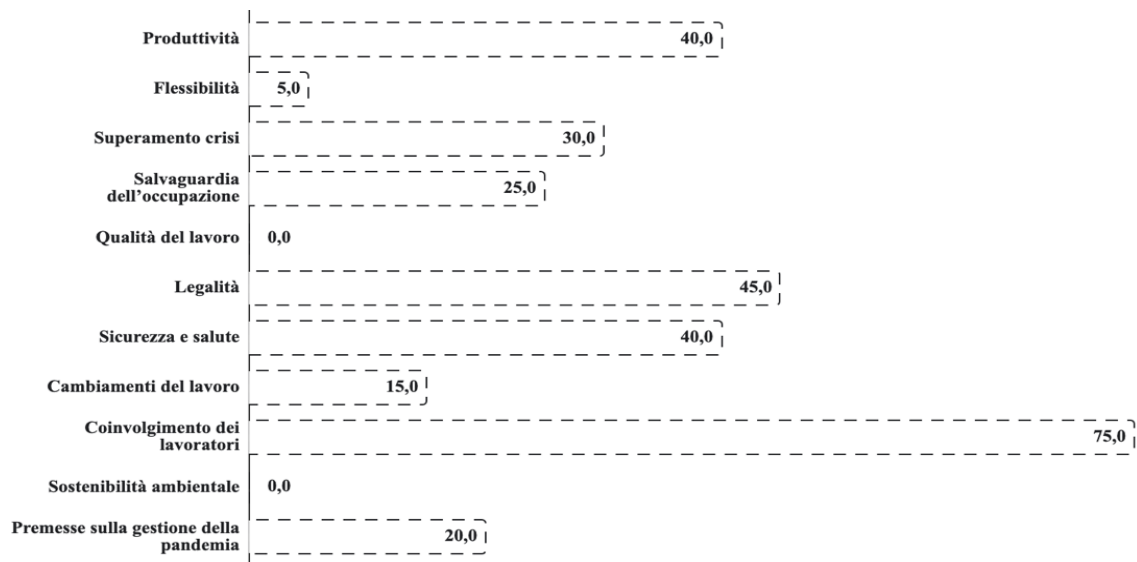 Produttività 40,0
Flessibilità 5,0
Superamento crisi 30,0
Salvaguardia
dell’occupazione 25,0
Qualità del lavoro 0,0
Legalità 45,0
Sicurezza e salute 40,0
Cambiamenti del lavoro 15,0
Coinvolgimento dei
lavoratori 75,0
Sostenibilità ambientale 0,0
Premesse sulla gestione della
pandemia 20,0